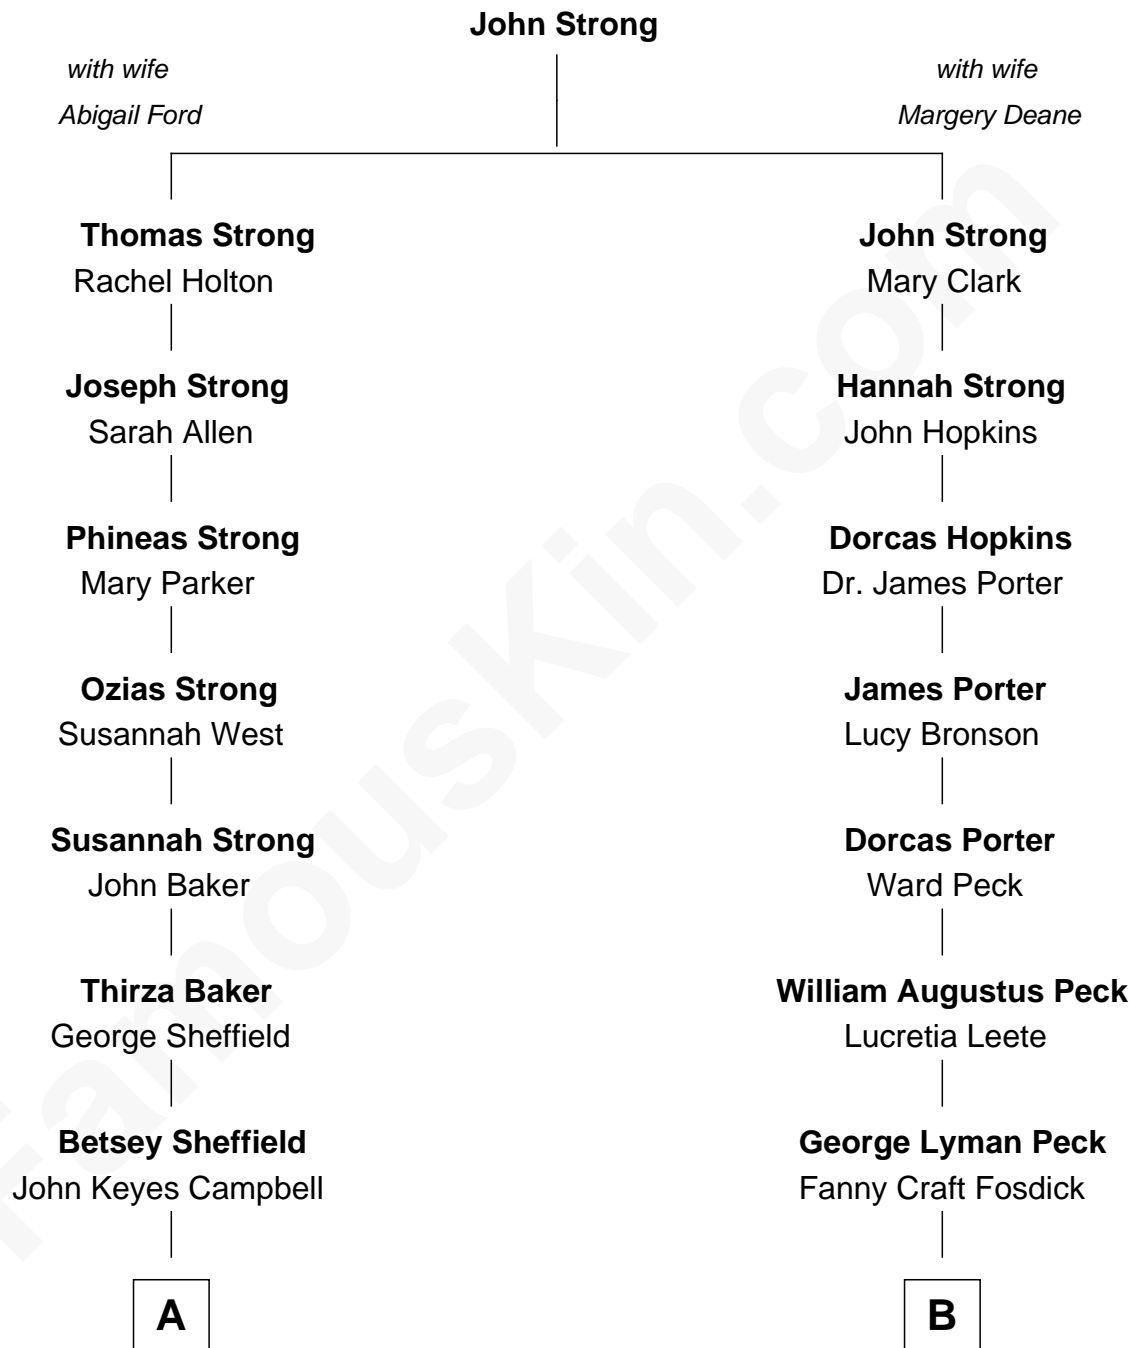 John Strong
with wife
Abigail Ford
with wife
Margery Deane
Thomas Strong
Rachel Holton
John Strong
Mary Clark
Joseph Strong
Sarah Allen
Hannah Strong
John Hopkins
Phineas Strong
Mary Parker
Dorcas Hopkins
Dr. James Porter
Ozias Strong
Susannah West
James Porter
Lucy Bronson
Susannah Strong
John Baker
Dorcas Porter
Ward Peck
Thirza Baker
George Sheffield
William Augustus Peck
Lucretia Leete
Betsey Sheffield
John Keyes Campbell
George Lyman Peck
Fanny Craft Fosdick
A
B
FamousKin.com